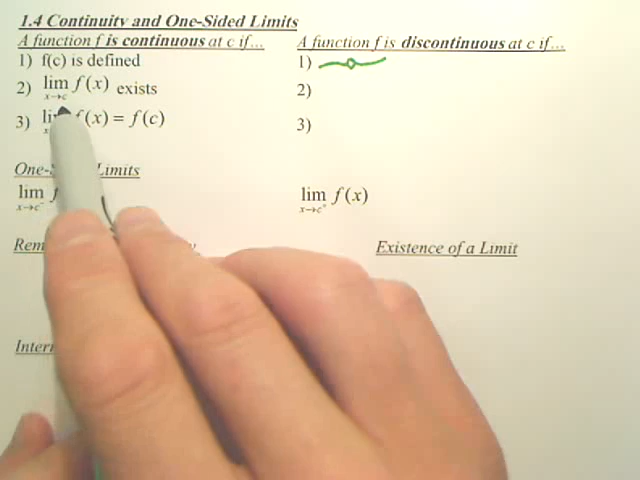 1.4 Continuity and One-Sided Limits
A function f is continuous at c if...
1) f(c) is defined
2) lim f(x) exists
x→c
3) f(x) = f(c)
A function f is discontinuous at c if...
1)
2)
3)
Limits
lim
x→c⁻
lim f(x)
x→c⁺
Existence of a Limit